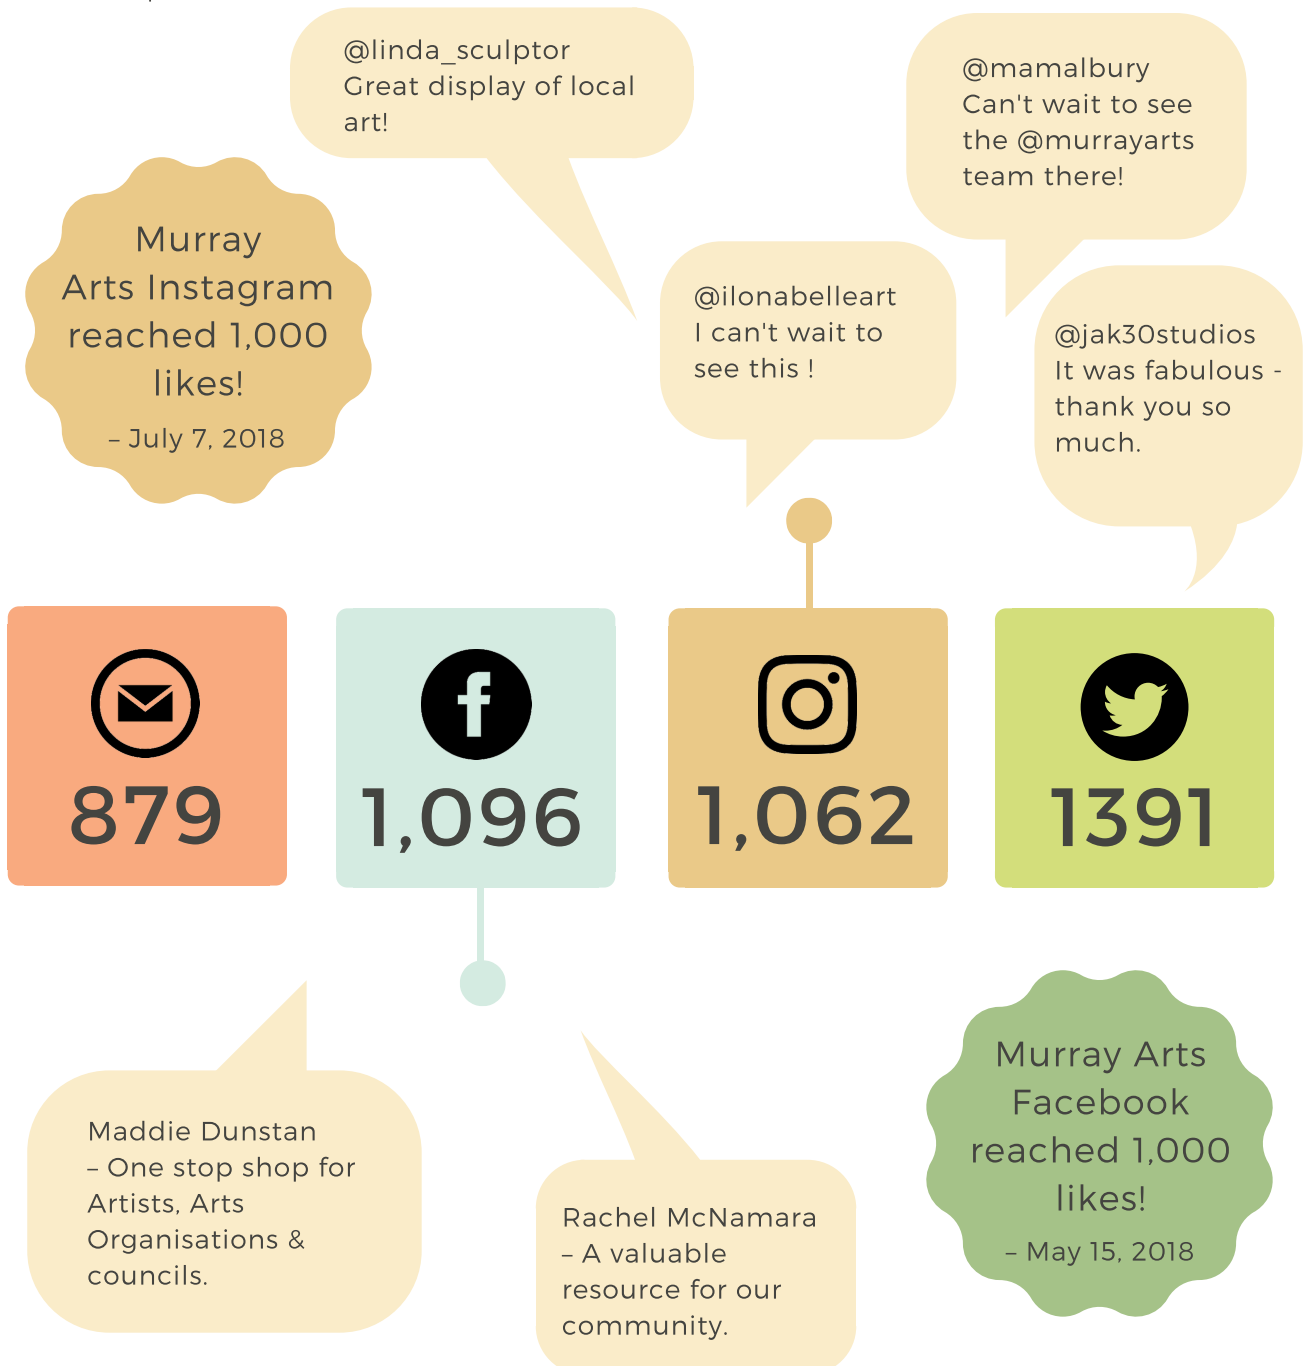 @linda_sculptor
Great display of local
art!
@mamalbury
Can't wait to see
the @murrayarts
team there!
Murray
Arts Instagram
reached 1,000
likes!
– July 7, 2018
@ilonabelleart
I can't wait to
see this !
@jak30studios
It was fabulous -
thank you so
much.
879
1,096
1,062
1391
Maddie Dunstan
– One stop shop for
Artists, Arts
Organisations &
councils.
Rachel McNamara
– A valuable
resource for our
community.
Murray Arts
Facebook
reached 1,000
likes!
– May 15, 2018